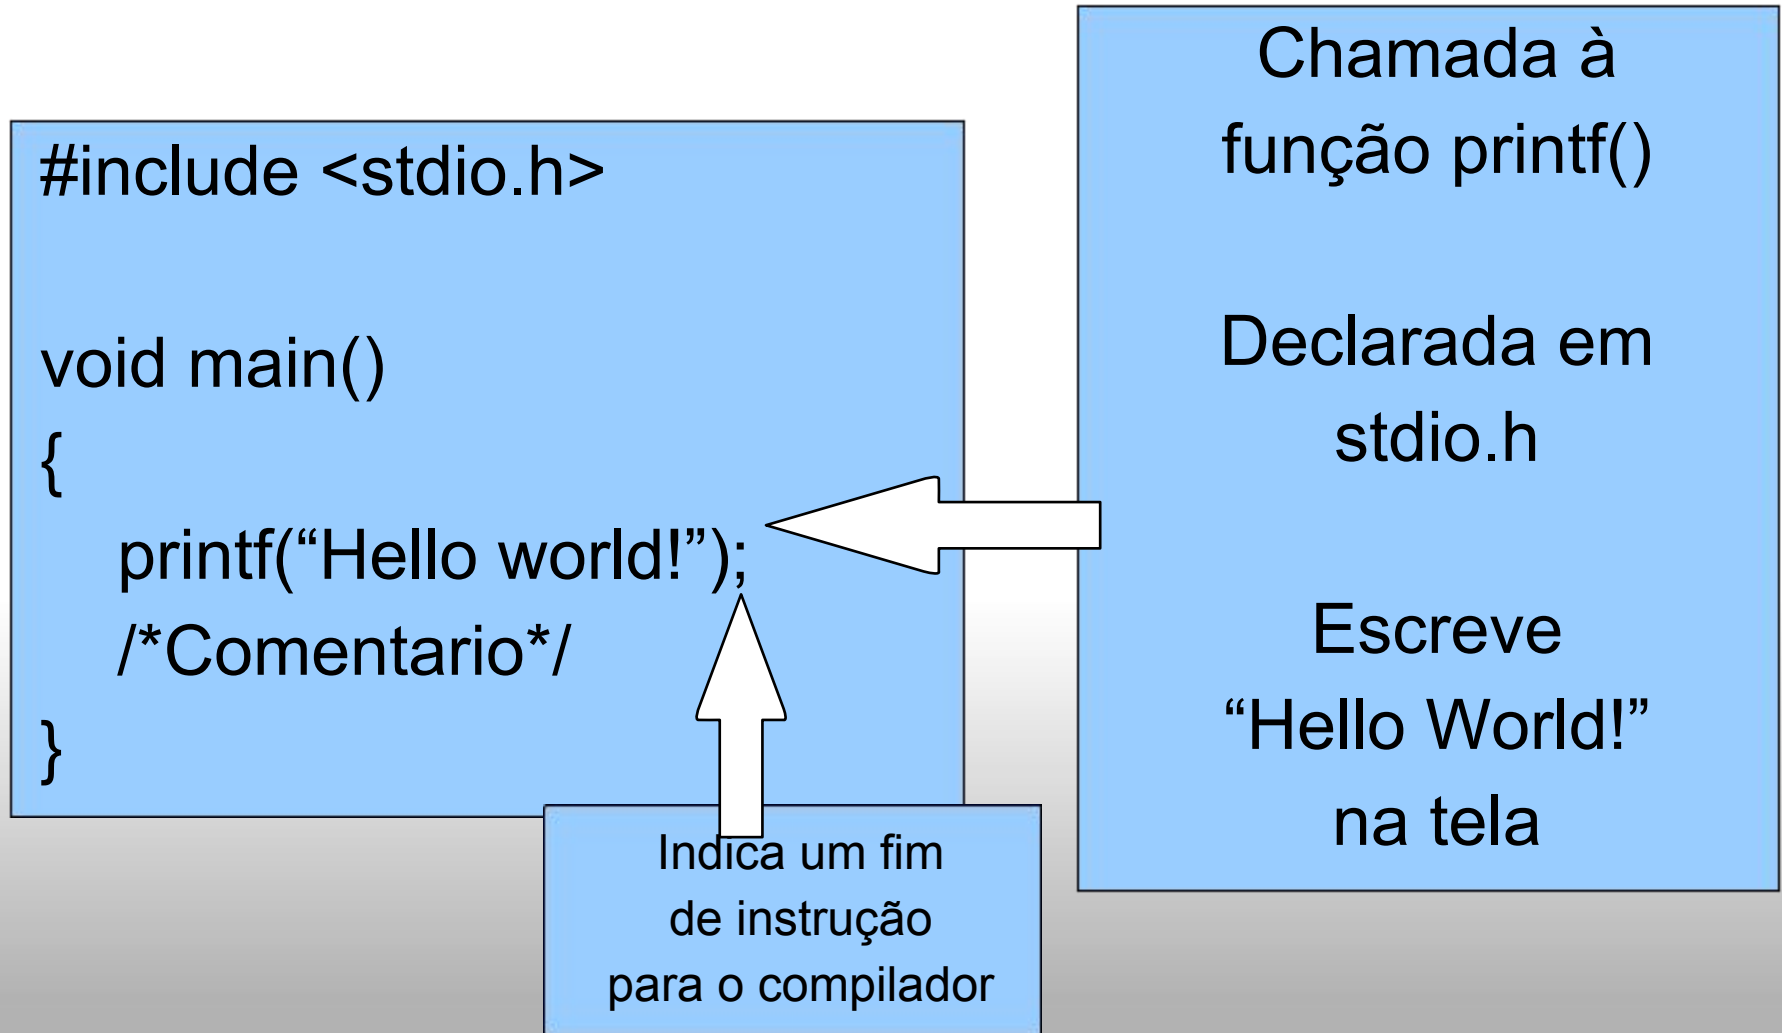 #include <stdio.h>
void main()
{
printf(“Hello world!”);
/*Comentario*/
}
Chamada à
função printf()
Declarada em
stdio.h
Escreve
“Hello World!”
na tela
Indica um fim
de instrução
para o compilador